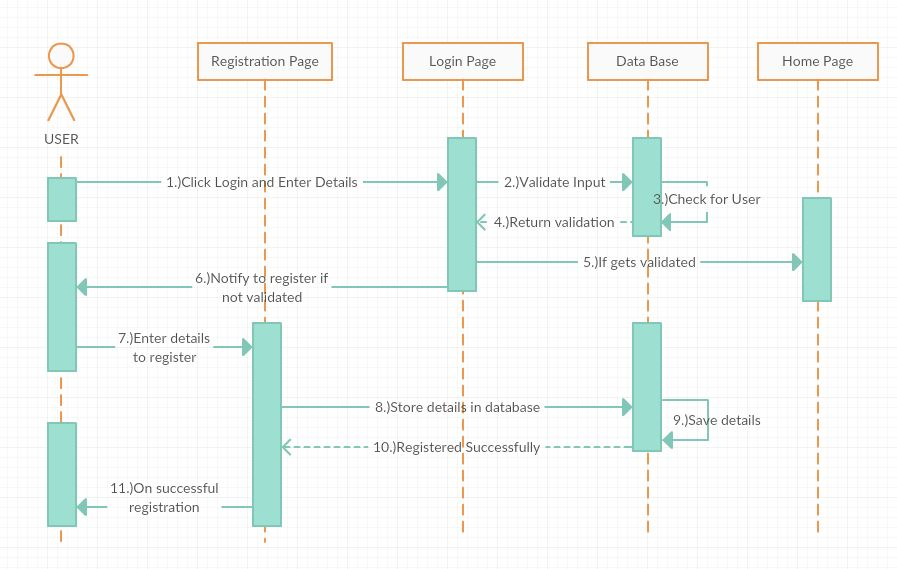 Registration Page
Login Page
Data Base
Home Page
USER
1.)Click Login and Enter Details
2.)Validate Input
3.)Check for User
4.)Return validation
5.)If gets validated
6.)Notify to register if
not validated
7.)Enter details
to register
8.)Store details in database
9.)Save details
10.)Registered Successfully
11.)On successful
registration